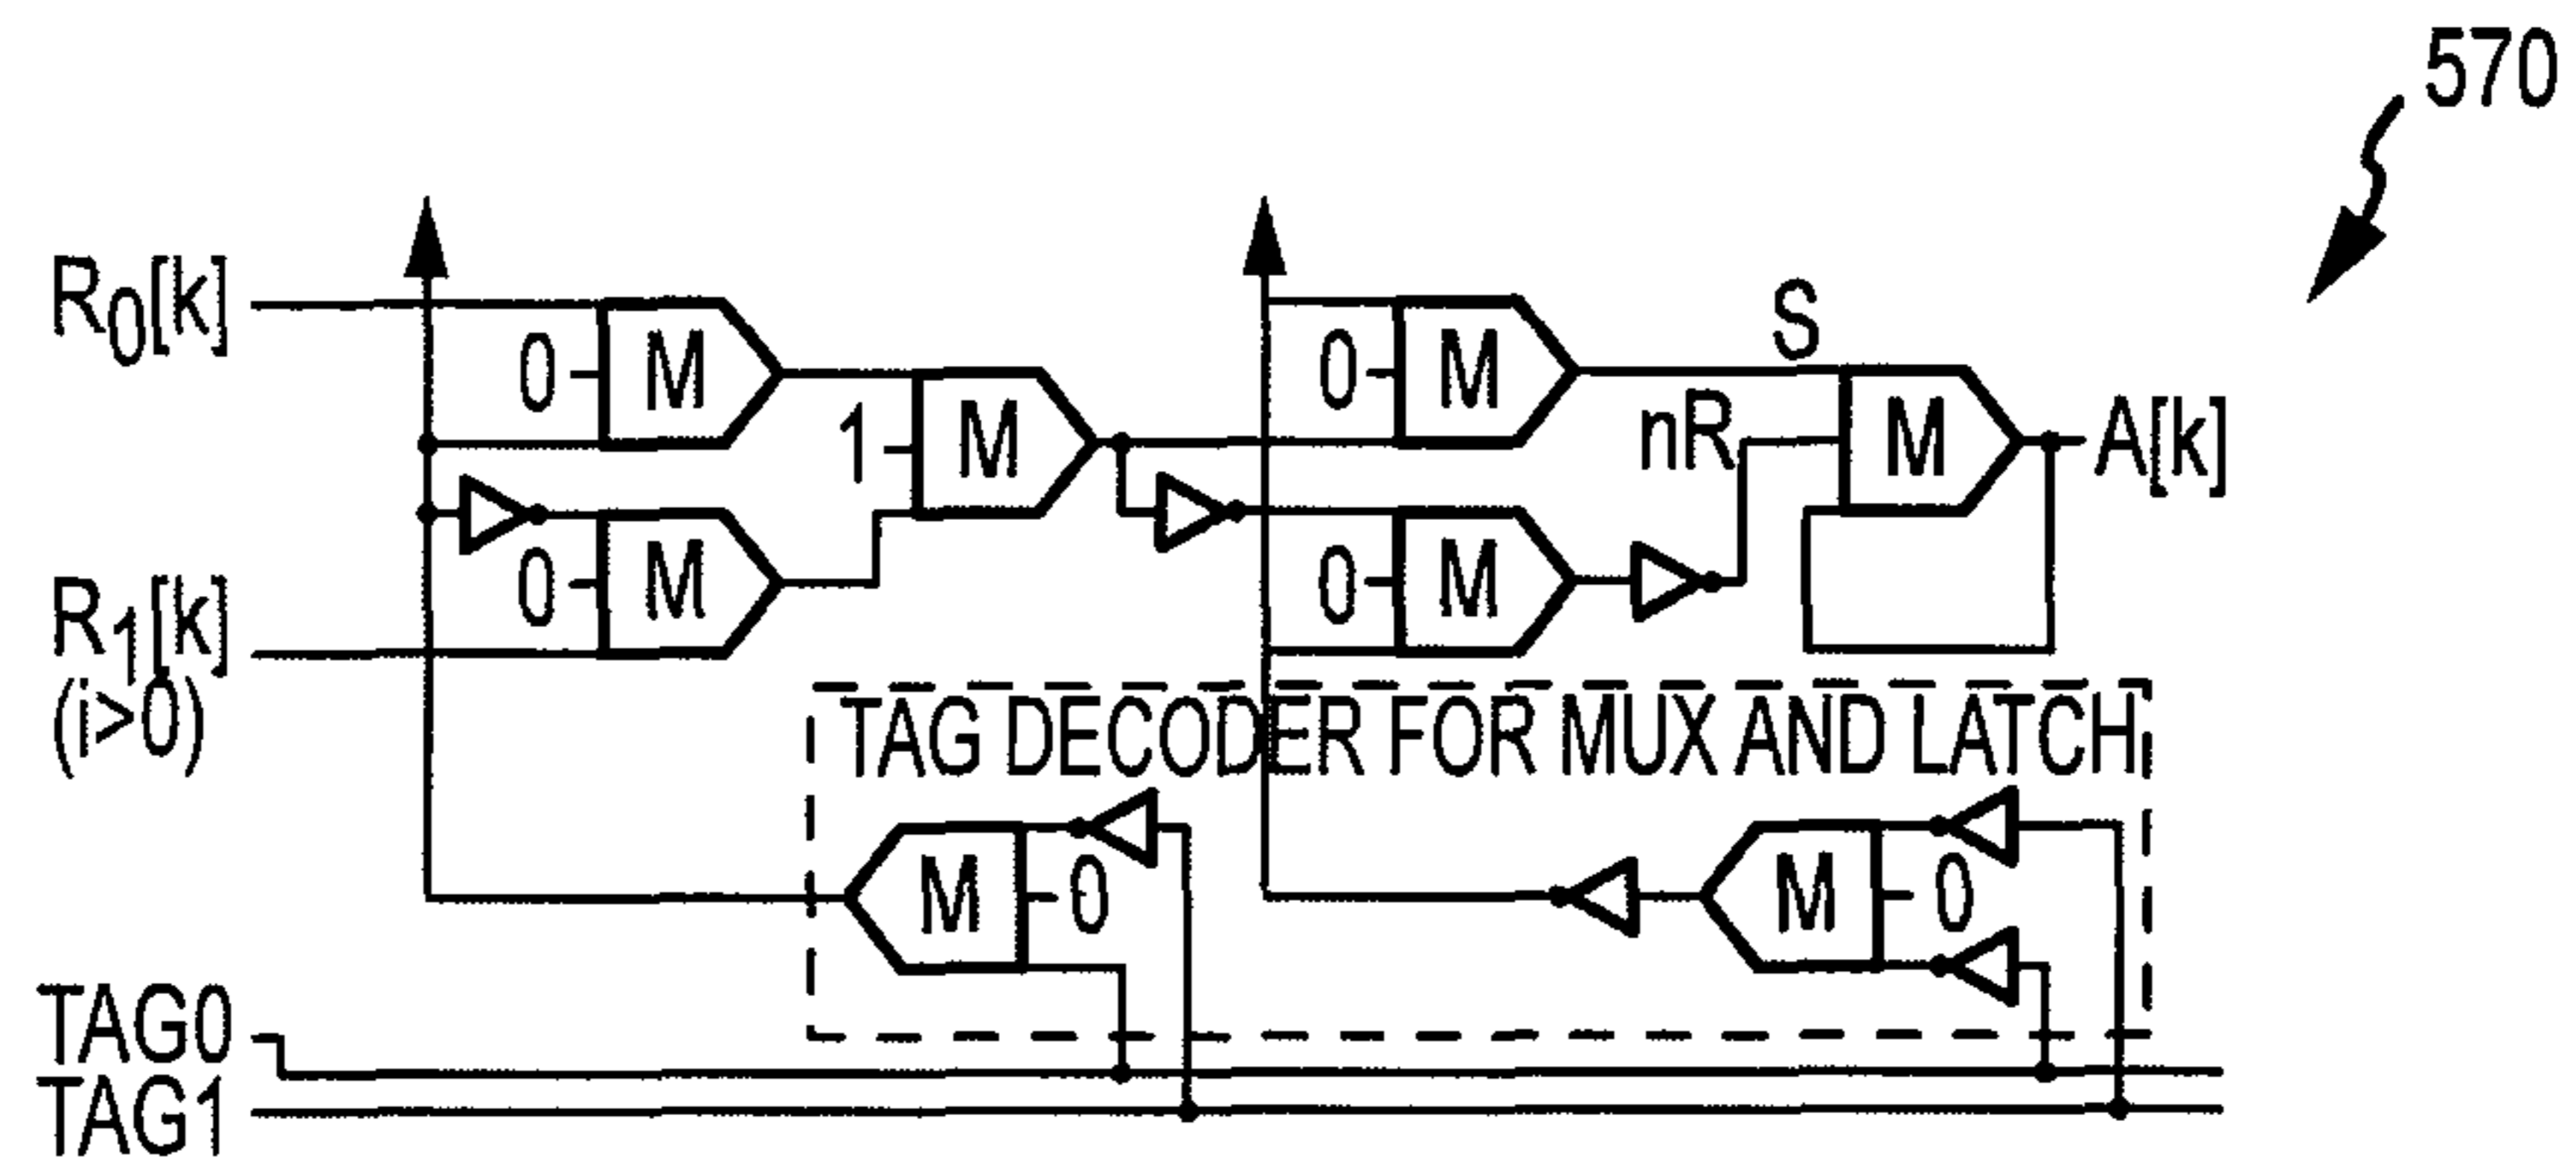 570
R0[k]
0
M
0
M
S
1
M
nR
M
A[k]
0
M
0
M
R1[k]
(i>0)
TAG DECODER FOR MUX AND LATCH
M
0
M
0
TAG0
TAG1